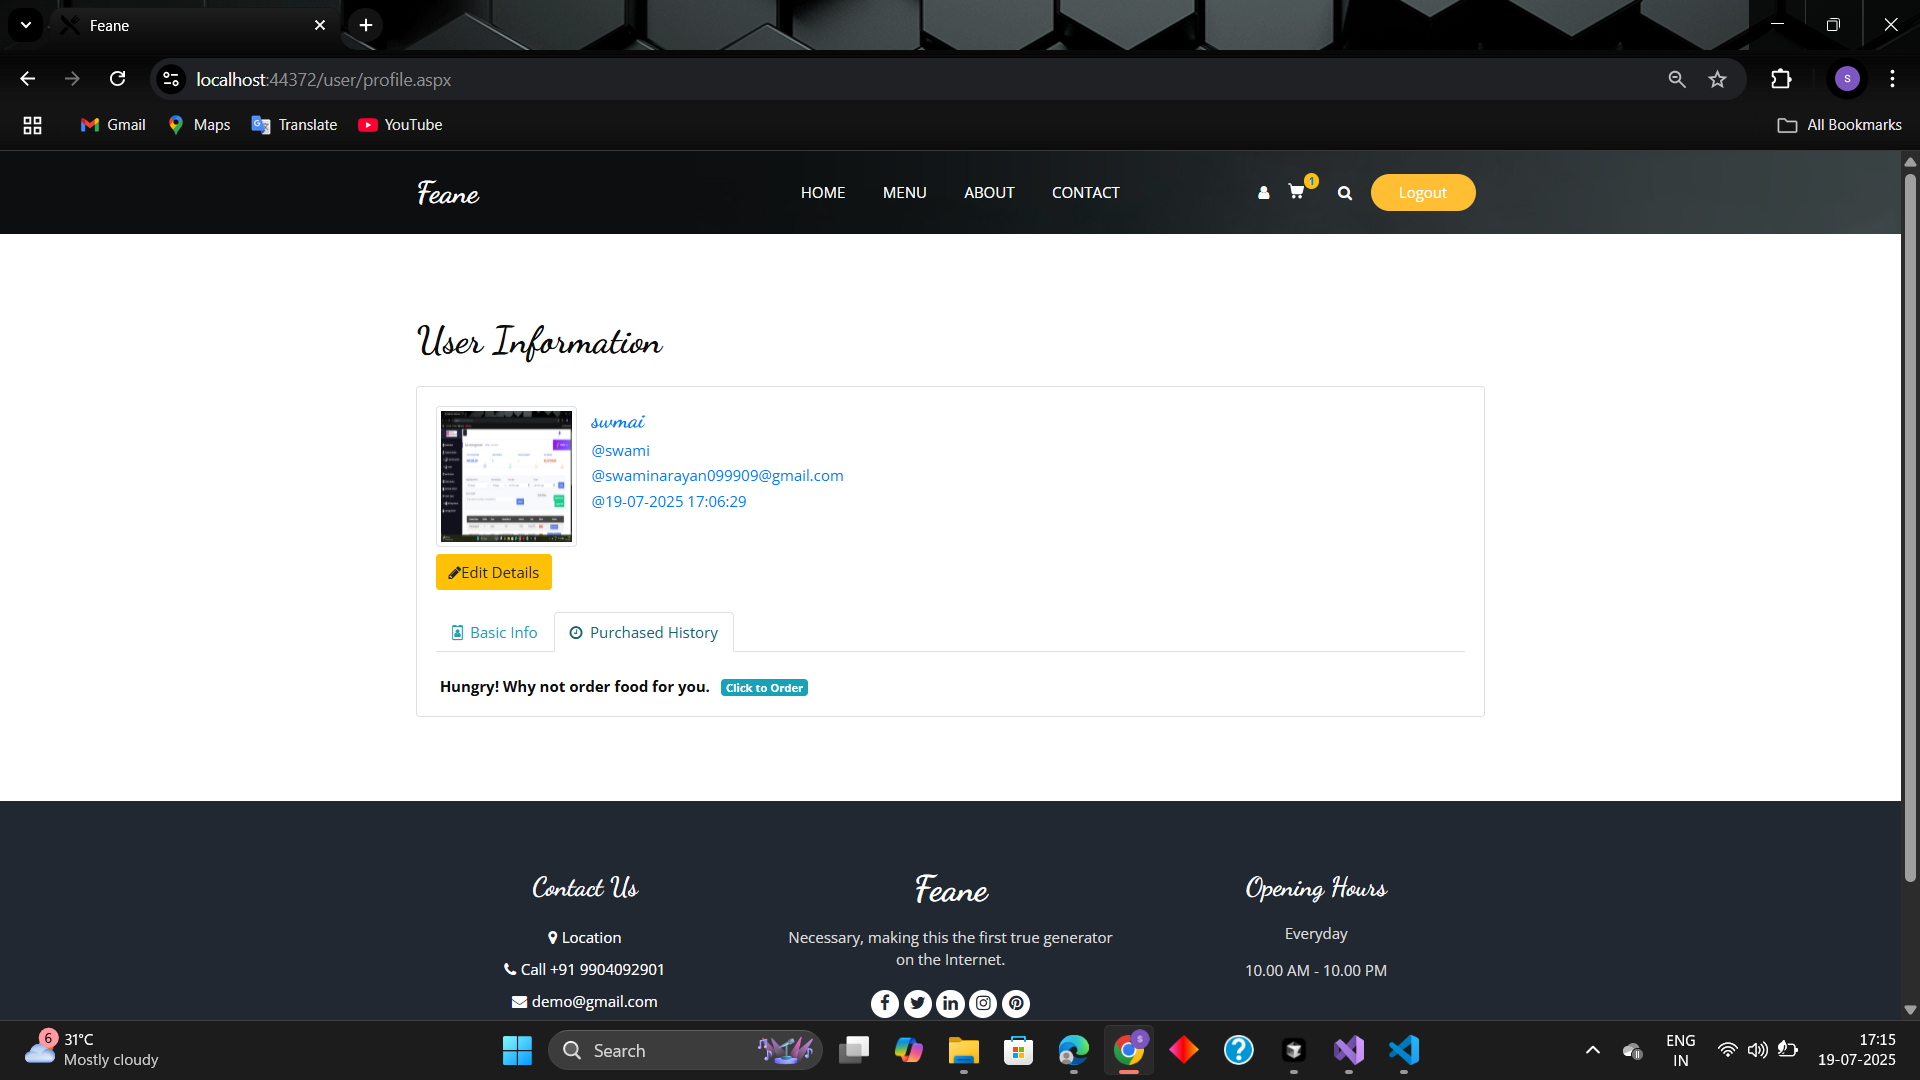 Feane
localhost:44372/user/profile.aspx
Gmail
Maps
Translate
YouTube
All Bookmarks
Feane
HOME
MENU
ABOUT
CONTACT
1
Logout
User Information
swmai
@swami
@swaminarayan099909@gmail.com
@19-07-2025 17:06:29
Edit Details
Basic Info
Purchased History
Hungry! Why not order food for you. Click to Order
Contact Us
Location
Call +91 9904092901
demo@gmail.com
Feane
Necessary, making this the first true generator
on the Internet.
Opening Hours
Everyday
10.00 AM - 10.00 PM
6
31°C
Mostly cloudy
Search
ENG
IN
17:15
19-07-2025